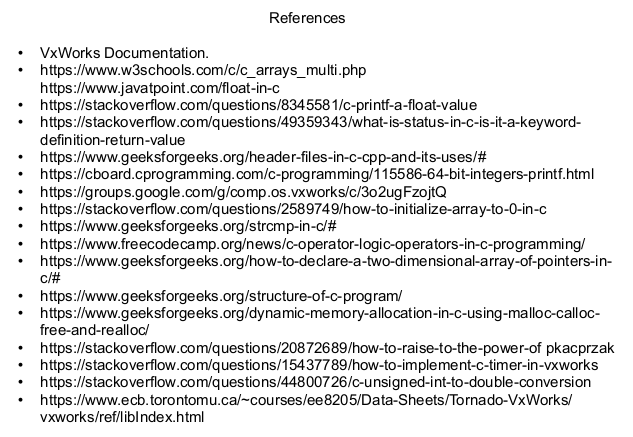 References
• VxWorks Documentation.
• https://www.w3schools.com/c/c_arrays_multi.php
https://www.javatpoint.com/float-in-c
• https://stackoverflow.com/questions/8345581/c-printf-a-float-value
• https://stackoverflow.com/questions/49359343/what-is-status-in-c-is-it-a-keyword-
definition-return-value
• https://www.geeksforgeeks.org/header-files-in-c-cpp-and-its-uses/#
• https://cboard.cprogramming.com/c-programming/115586-64-bit-integers-printf.html
• https://groups.google.com/g/comp.os.vxworks/c/3o2ugFzojtQ
• https://stackoverflow.com/questions/2589749/how-to-initialize-array-to-0-in-c
• https://www.geeksforgeeks.org/strcmp-in-c/#
• https://www.freecodecamp.org/news/c-operator-logic-operators-in-c-programming/
• https://www.geeksforgeeks.org/how-to-declare-a-two-dimensional-array-of-pointers-in-
c/#
• https://www.geeksforgeeks.org/structure-of-c-program/
• https://www.geeksforgeeks.org/dynamic-memory-allocation-in-c-using-malloc-calloc-
free-and-realloc/
• https://stackoverflow.com/questions/20872689/how-to-raise-to-the-power-of pkacprzak
• https://stackoverflow.com/questions/15437789/how-to-implement-c-timer-in-vxworks
• https://stackoverflow.com/questions/44800726/c-unsigned-int-to-double-conversion
• https://www.ecb.torontomu.ca/~courses/ee8205/Data-Sheets/Tornado-VxWorks/
vxworks/ref/libIndex.html